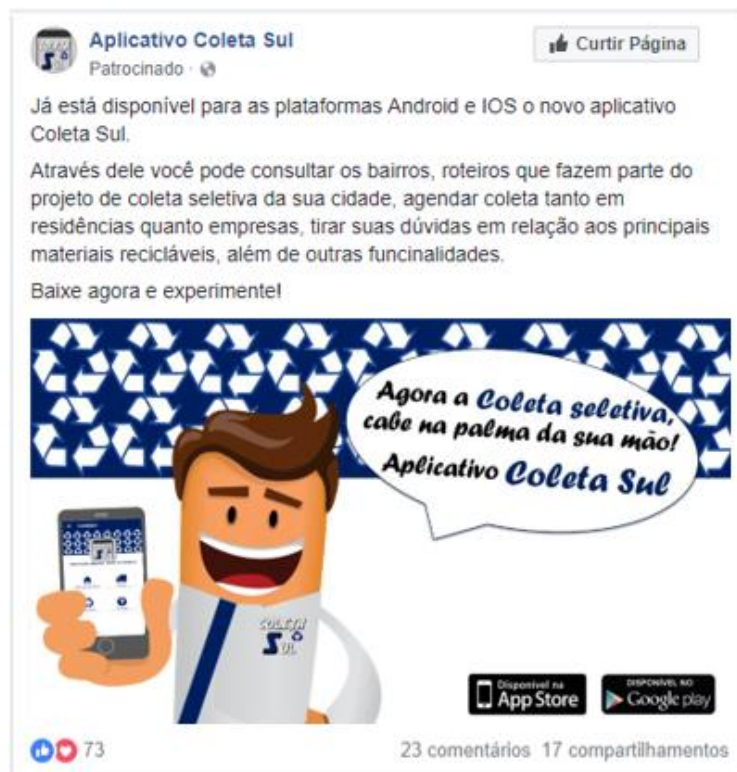 Aplicativo Coleta Sul
Curtir Página
Patrocinado ·
Já está disponível para as plataformas Android e IOS o novo aplicativo
Coleta Sul.
Através dele você pode consultar os bairros, roteiros que fazem parte do
projeto de coleta seletiva da sua cidade, agendar coleta tanto em
residências quanto empresas, tirar suas dúvidas em relação aos principais
materiais recicláveis, além de outras funcinalidades.
Baixe agora e experimente!
Agora a Coleta seletiva,
cabe na palma da sua mão!
Aplicativo Coleta Sul
COLETA
SUL
Disponível na
App Store
DISPONÍVEL NO
Google play
73
23 comentários 17 compartilhamentos